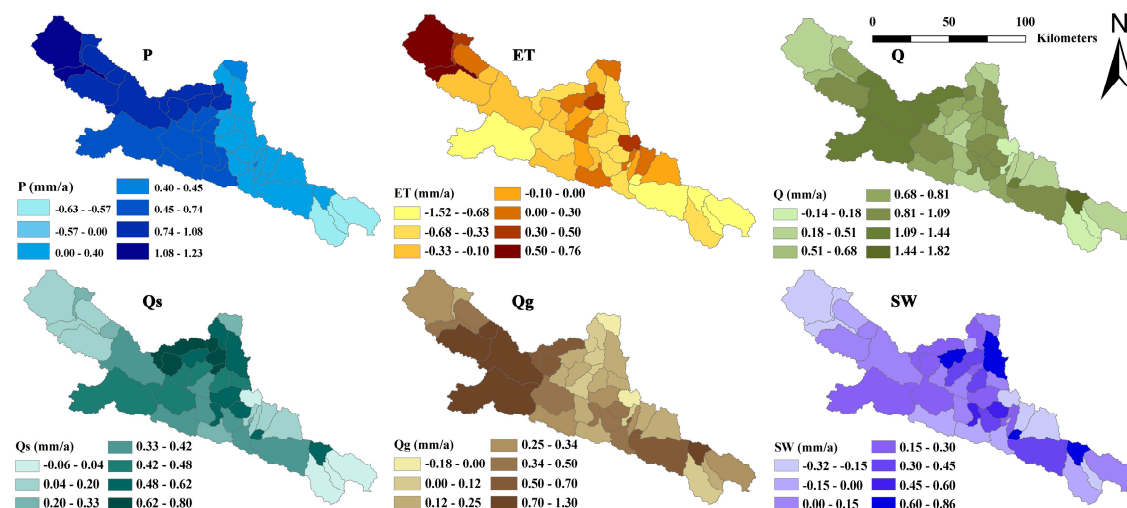 P
P (mm/a)
-0.63 - -0.57
-0.57 - 0.00
0.00 - 0.40
0.40 - 0.45
0.45 - 0.74
0.74 - 1.08
1.08 - 1.23
ET
ET (mm/a)
-1.52 - -0.68
-0.68 - -0.33
-0.33 - -0.10
-0.10 - 0.00
0.00 - 0.30
0.30 - 0.50
0.50 - 0.76
0 50 100
Kilometers
N
Q
Q (mm/a)
-0.14 - 0.18
0.18 - 0.51
0.51 - 0.68
0.68 - 0.81
0.81 - 1.09
1.09 - 1.44
1.44 - 1.82
Qs
Qs (mm/a)
-0.06 - 0.04
0.04 - 0.20
0.20 - 0.33
0.33 - 0.42
0.42 - 0.48
0.48 - 0.62
0.62 - 0.80
Qg
Qg (mm/a)
-0.18 - 0.00
0.00 - 0.12
0.12 - 0.25
0.25 - 0.34
0.34 - 0.50
0.50 - 0.70
0.70 - 1.30
SW
SW (mm/a)
-0.32 - -0.15
-0.15 - 0.00
0.00 - 0.15
0.15 - 0.30
0.30 - 0.45
0.45 - 0.60
0.60 - 0.86